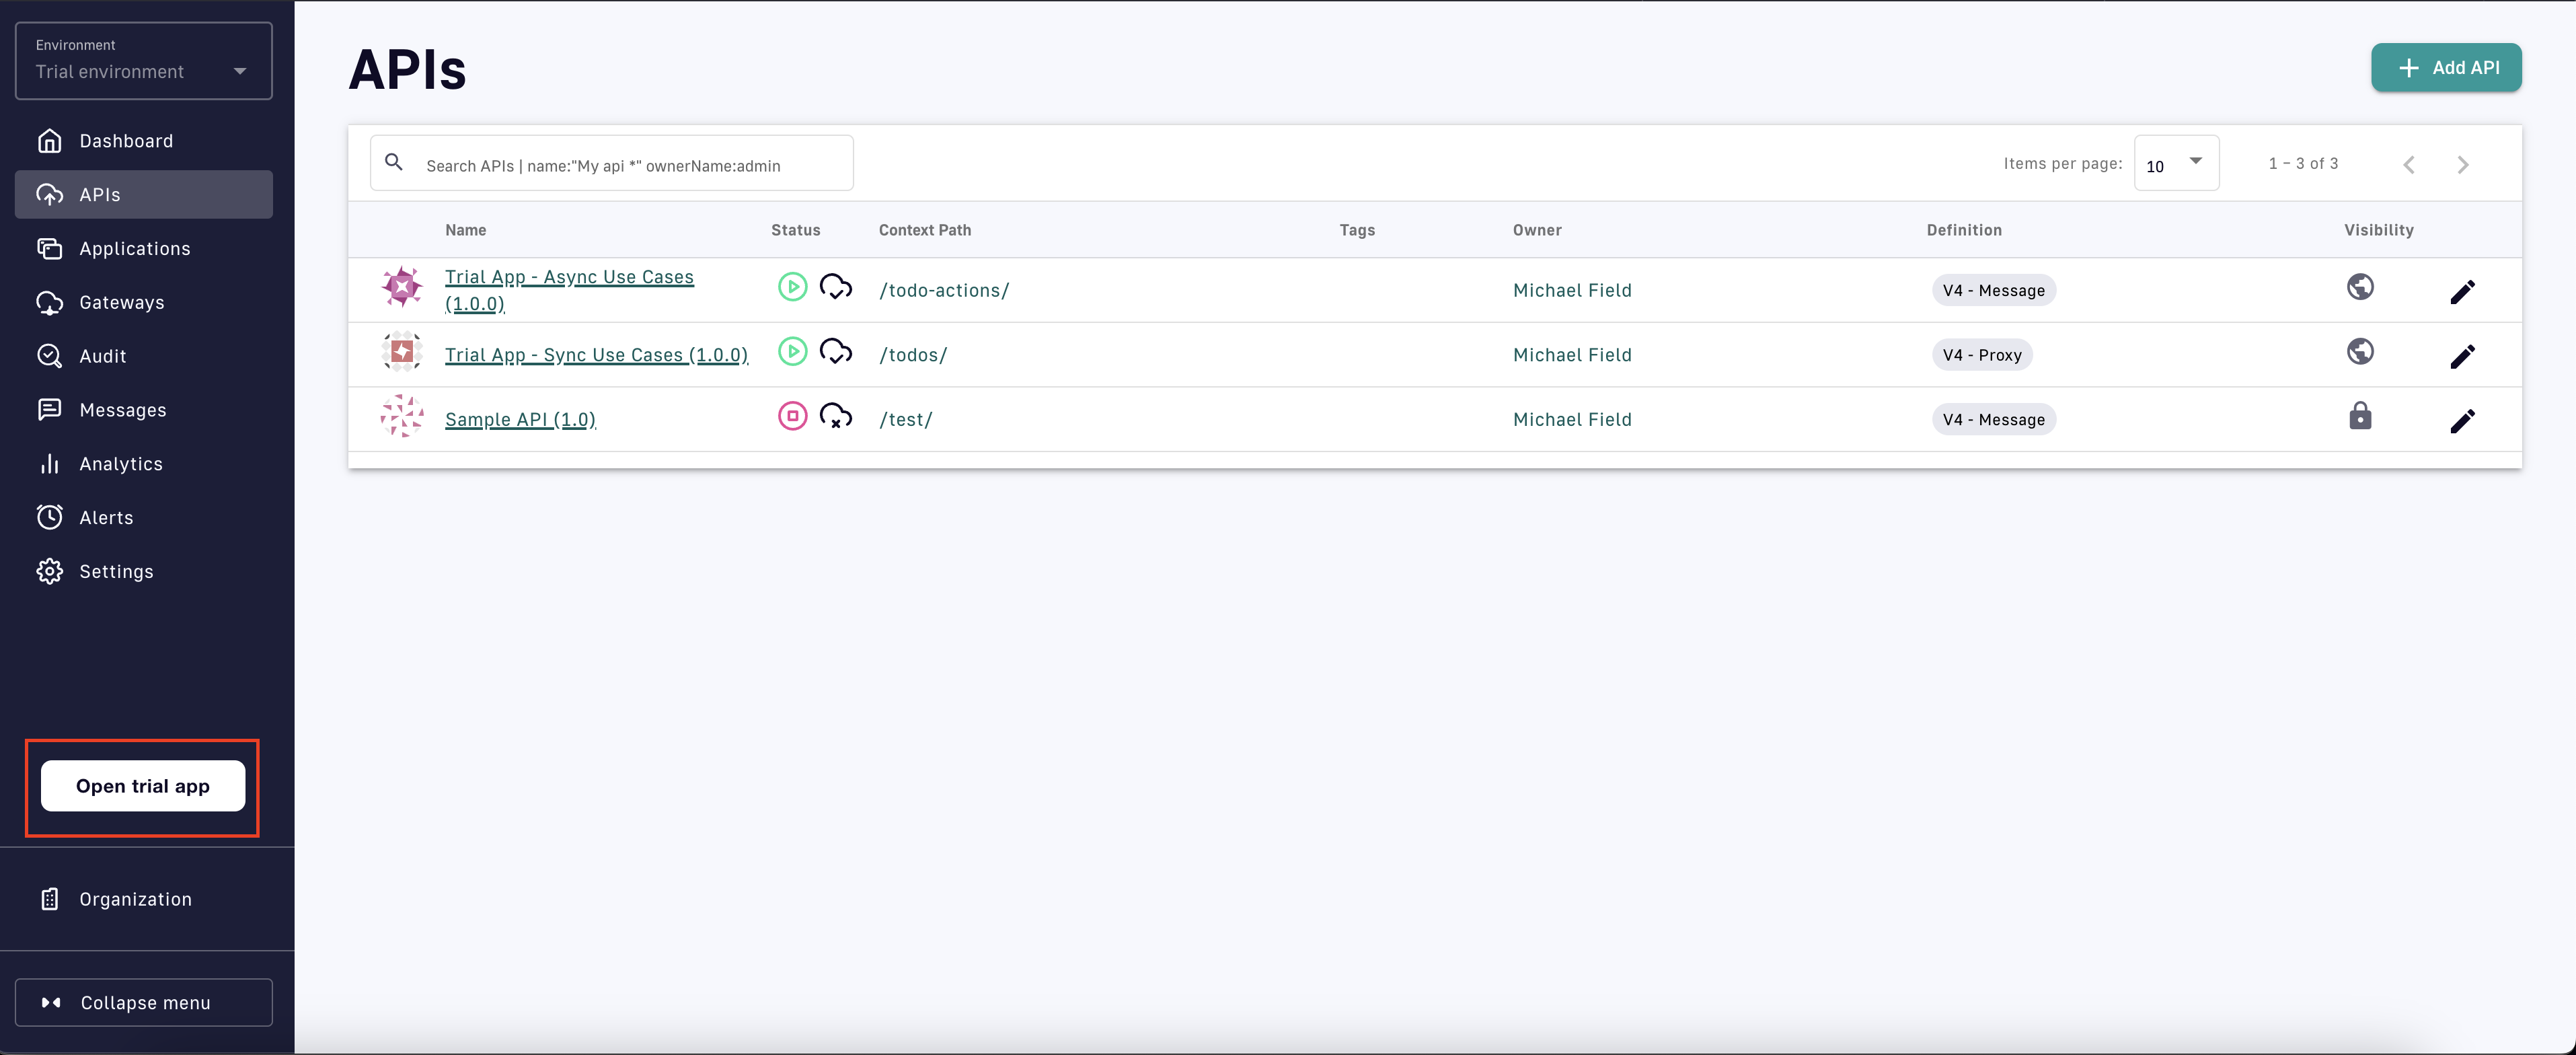 Environment
Trial environment
Dashboard
APIs
Applications
Gateways
Audit
Messages
Analytics
Alerts
Settings
Open trial app
Organization
Collapse menu
APIs
Add API
Search APIs | name:"My api *" ownerName:admin
Items per page: 10 1 – 3 of 3
Name Status Context Path Tags Owner Definition Visibility
Trial App - Async Use Cases
(1.0.0)
/todo-actions/ Michael Field V4 - Message
Trial App - Sync Use Cases (1.0.0) /todos/ Michael Field V4 - Proxy
Sample API (1.0) /test/ Michael Field V4 - Message